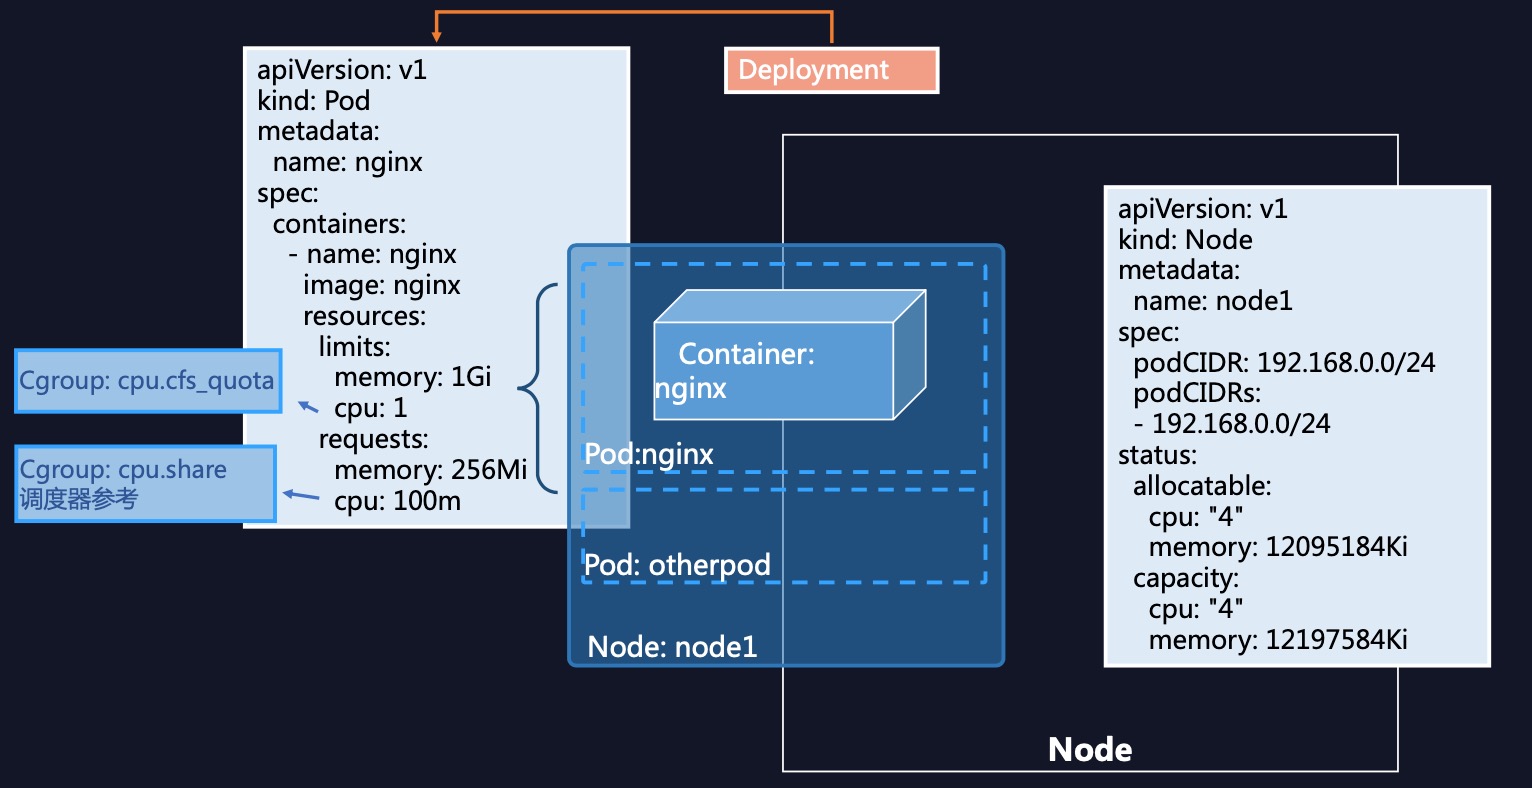 Deployment
apiVersion: v1
kind: Pod
metadata:
name: nginx
spec:
containers:
- name: nginx
image: nginx
resources:
limits:
memory: 1Gi
cpu: 1
requests:
memory: 256Mi
cpu: 100m
Cgroup: cpu.cfs_quota
Cgroup: cpu.share
调度器参考
Container:
nginx
Pod:nginx
Pod: otherpod
Node: node1
apiVersion: v1
kind: Node
metadata:
name: node1
spec:
podCIDR: 192.168.0.0/24
podCIDRs:
- 192.168.0.0/24
status:
allocatable:
cpu: "4"
memory: 12095184Ki
capacity:
cpu: "4"
memory: 12197584Ki
Node